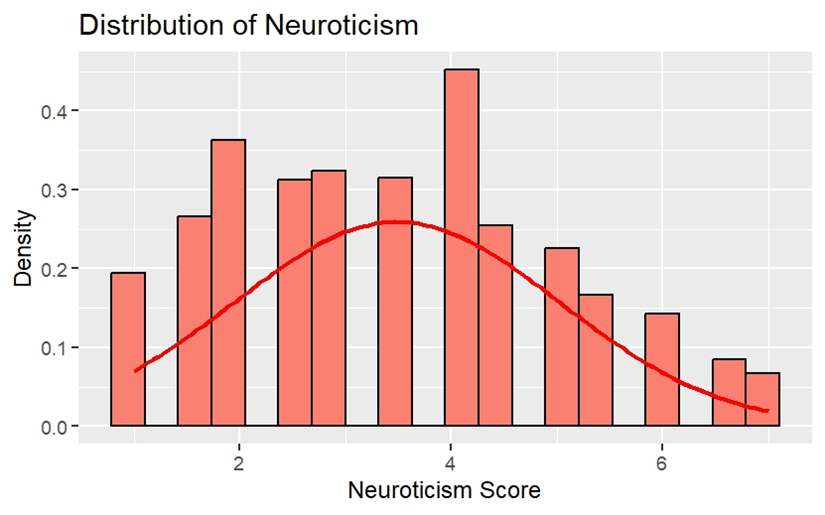 Distribution of Neuroticism
0.4
0.3
0.2
0.1
0.0
Density
2 4 6
Neuroticism Score